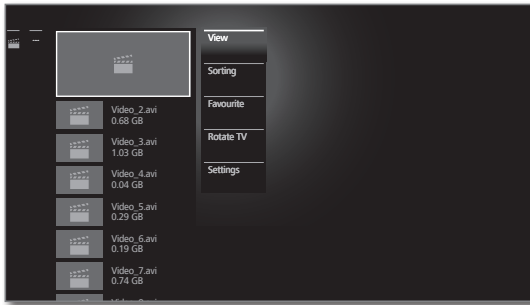 View
Sorting
Favourite
Rotate TV
Settings
Video_2.avi
0.68 GB
Video_3.avi
1.03 GB
Video_4.avi
0.04 GB
Video_5.avi
0.29 GB
Video_6.avi
0.19 GB
Video_7.avi
0.74 GB